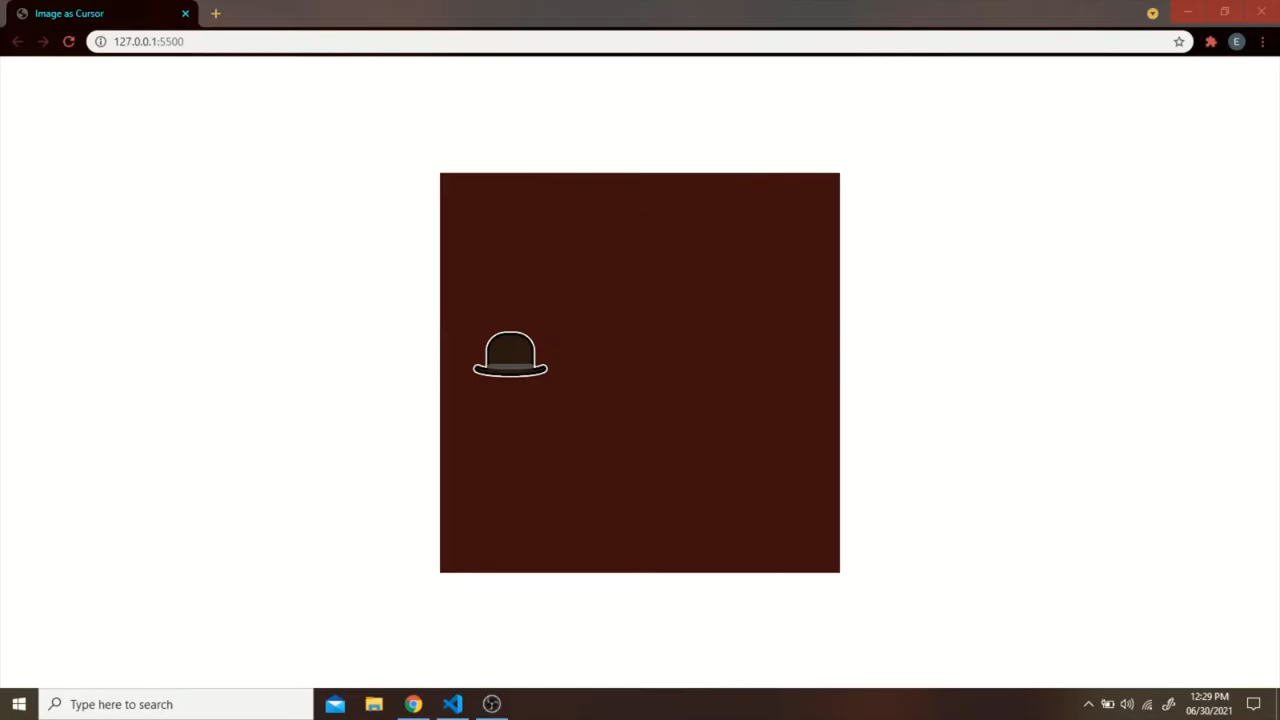 Image as Cursor
127.0.0.1:5500
E
Type here to search
12:29 PM
06/30/2021